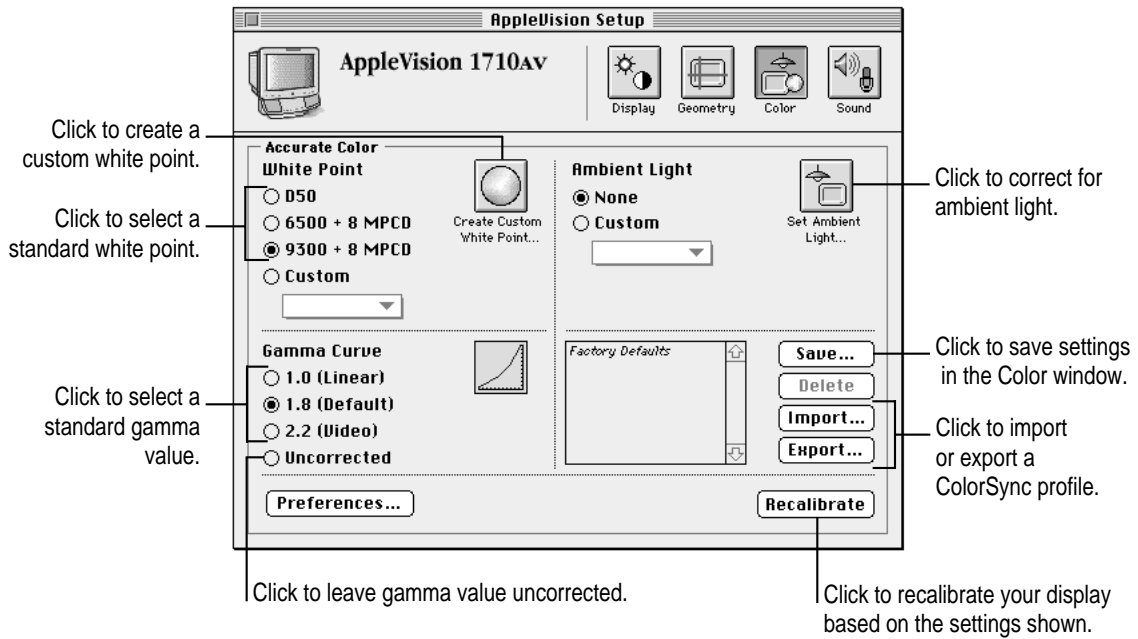 AppleVision Setup
AppleVision 1710AV
Display
Geometry
Color
Sound
Click to create a
custom white point.
Click to select a
standard white point.
Click to select a
standard gamma
value.
Accurate Color
White Point
D50
6500 + 8 MPCD
9300 + 8 MPCD
Custom
Create Custom
White Point...
Ambient Light
None
Custom
Set Ambient
Light...
Click to correct for
ambient light.
Gamma Curve
1.0 (Linear)
1.8 (Default)
2.2 (Video)
Uncorrected
Factory Defaults
Save...
Delete
Import...
Export...
Click to save settings
in the Color window.
Click to import
or export a
ColorSync profile.
Preferences...
Recalibrate
Click to leave gamma value uncorrected.
Click to recalibrate your display
based on the settings shown.